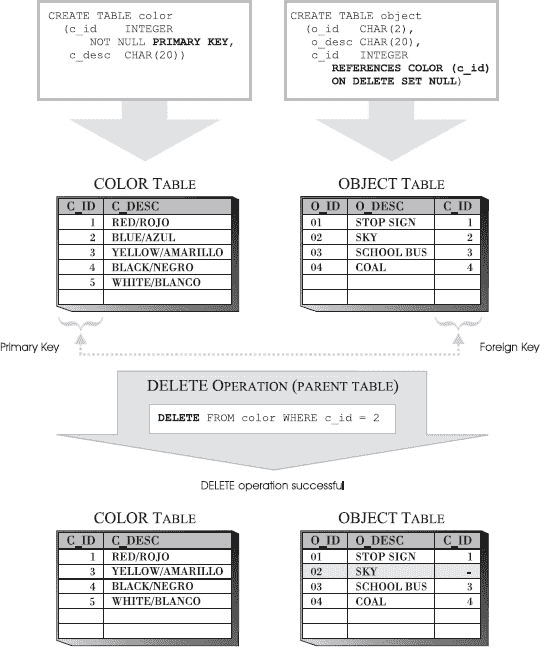 CREATE TABLE color
(c_id INTEGER
NOT NULL PRIMARY KEY,
c_desc CHAR(20))
CREATE TABLE object
(o_id CHAR(2),
o_desc CHAR(20),
c_id INTEGER
REFERENCES COLOR (c_id)
ON DELETE SET NULL)
COLOR TABLE
C_ID C_DESC
1 RED/ROJO
2 BLUE/AZUL
3 YELLOW/AMARILLO
4 BLACK/NEGRO
5 WHITE/BLANCO
OBJECT TABLE
O_ID O_DESC C_ID
01 STOP SIGN 1
02 SKY 2
03 SCHOOL BUS 3
04 COAL 4
Primary Key
Foreign Key
DELETE OPERATION (PARENT TABLE)
DELETE FROM color WHERE c_id = 2
DELETE operation successful
COLOR TABLE
C_ID C_DESC
1 RED/ROJO
3 YELLOW/AMARILLO
4 BLACK/NEGRO
5 WHITE/BLANCO
OBJECT TABLE
O_ID O_DESC C_ID
01 STOP SIGN 1
02 SKY -
03 SCHOOL BUS 3
04 COAL 4